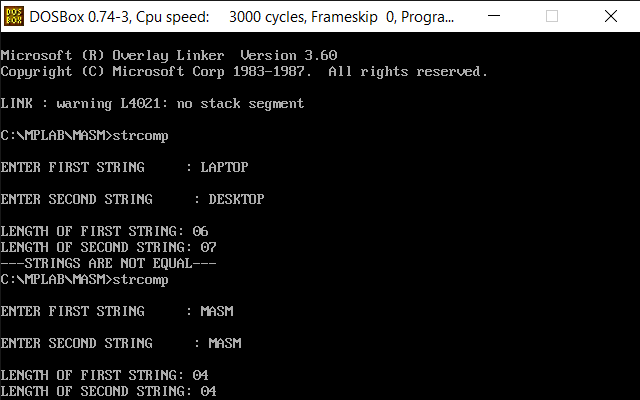 DOS
BOX
DOSBox 0.74-3, Cpu speed:    3000 cycles, Frameskip  0, Progra...
Microsoft (R) Overlay Linker  Version 3.60
Copyright (C) Microsoft Corp 1983-1987.  All rights reserved.
LINK : warning L4021: no stack segment
C:\MPLAB\MASM>strcomp
ENTER FIRST STRING     : LAPTOP
ENTER SECOND STRING     : DESKTOP
LENGTH OF FIRST STRING: 06
LENGTH OF SECOND STRING: 07
---STRINGS ARE NOT EQUAL---
C:\MPLAB\MASM>strcomp
ENTER FIRST STRING     : MASM
ENTER SECOND STRING     : MASM
LENGTH OF FIRST STRING: 04
LENGTH OF SECOND STRING: 04